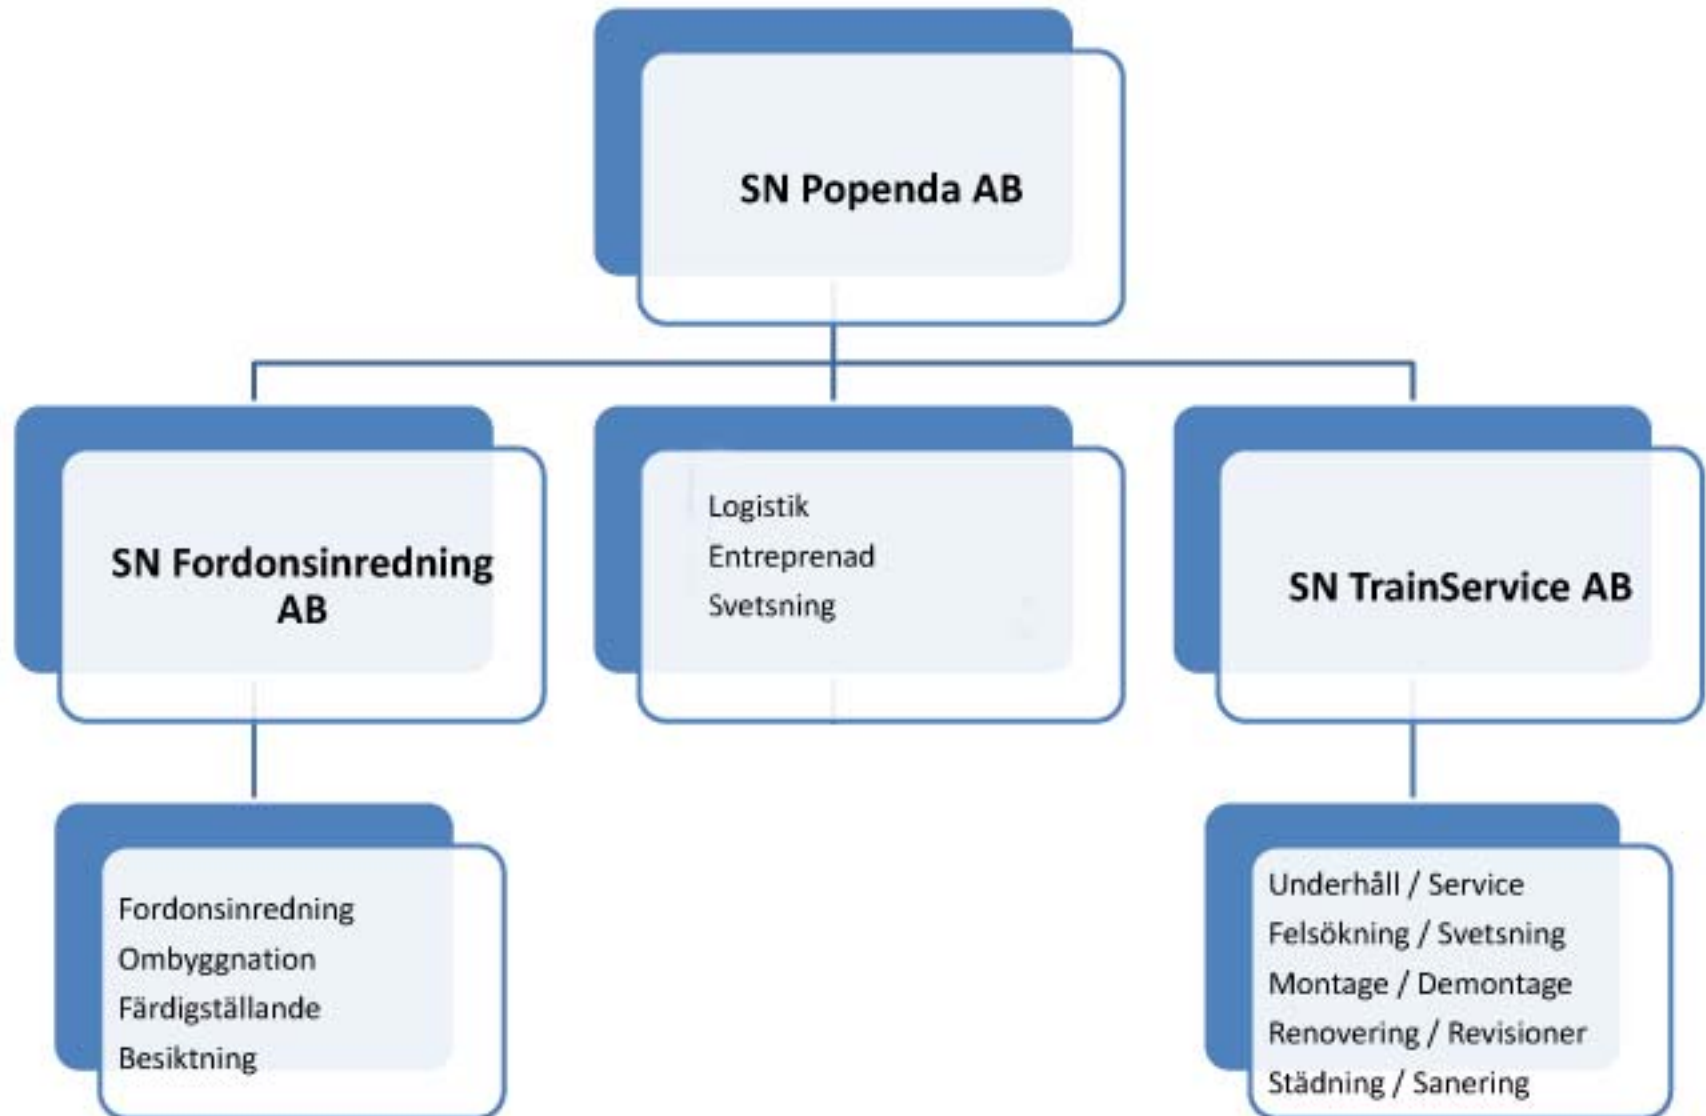 SN Popenda AB
SN Fordonsinredning
AB
Logistik
Entreprenad
Svetsning
SN TrainService AB
Fordonsinredning
Ombyggnation
Färdigställande
Besiktning
Underhåll / Service
Felsökning / Svetsning
Montage / Demontage
Renovering / Revisioner
Städning / Sanering